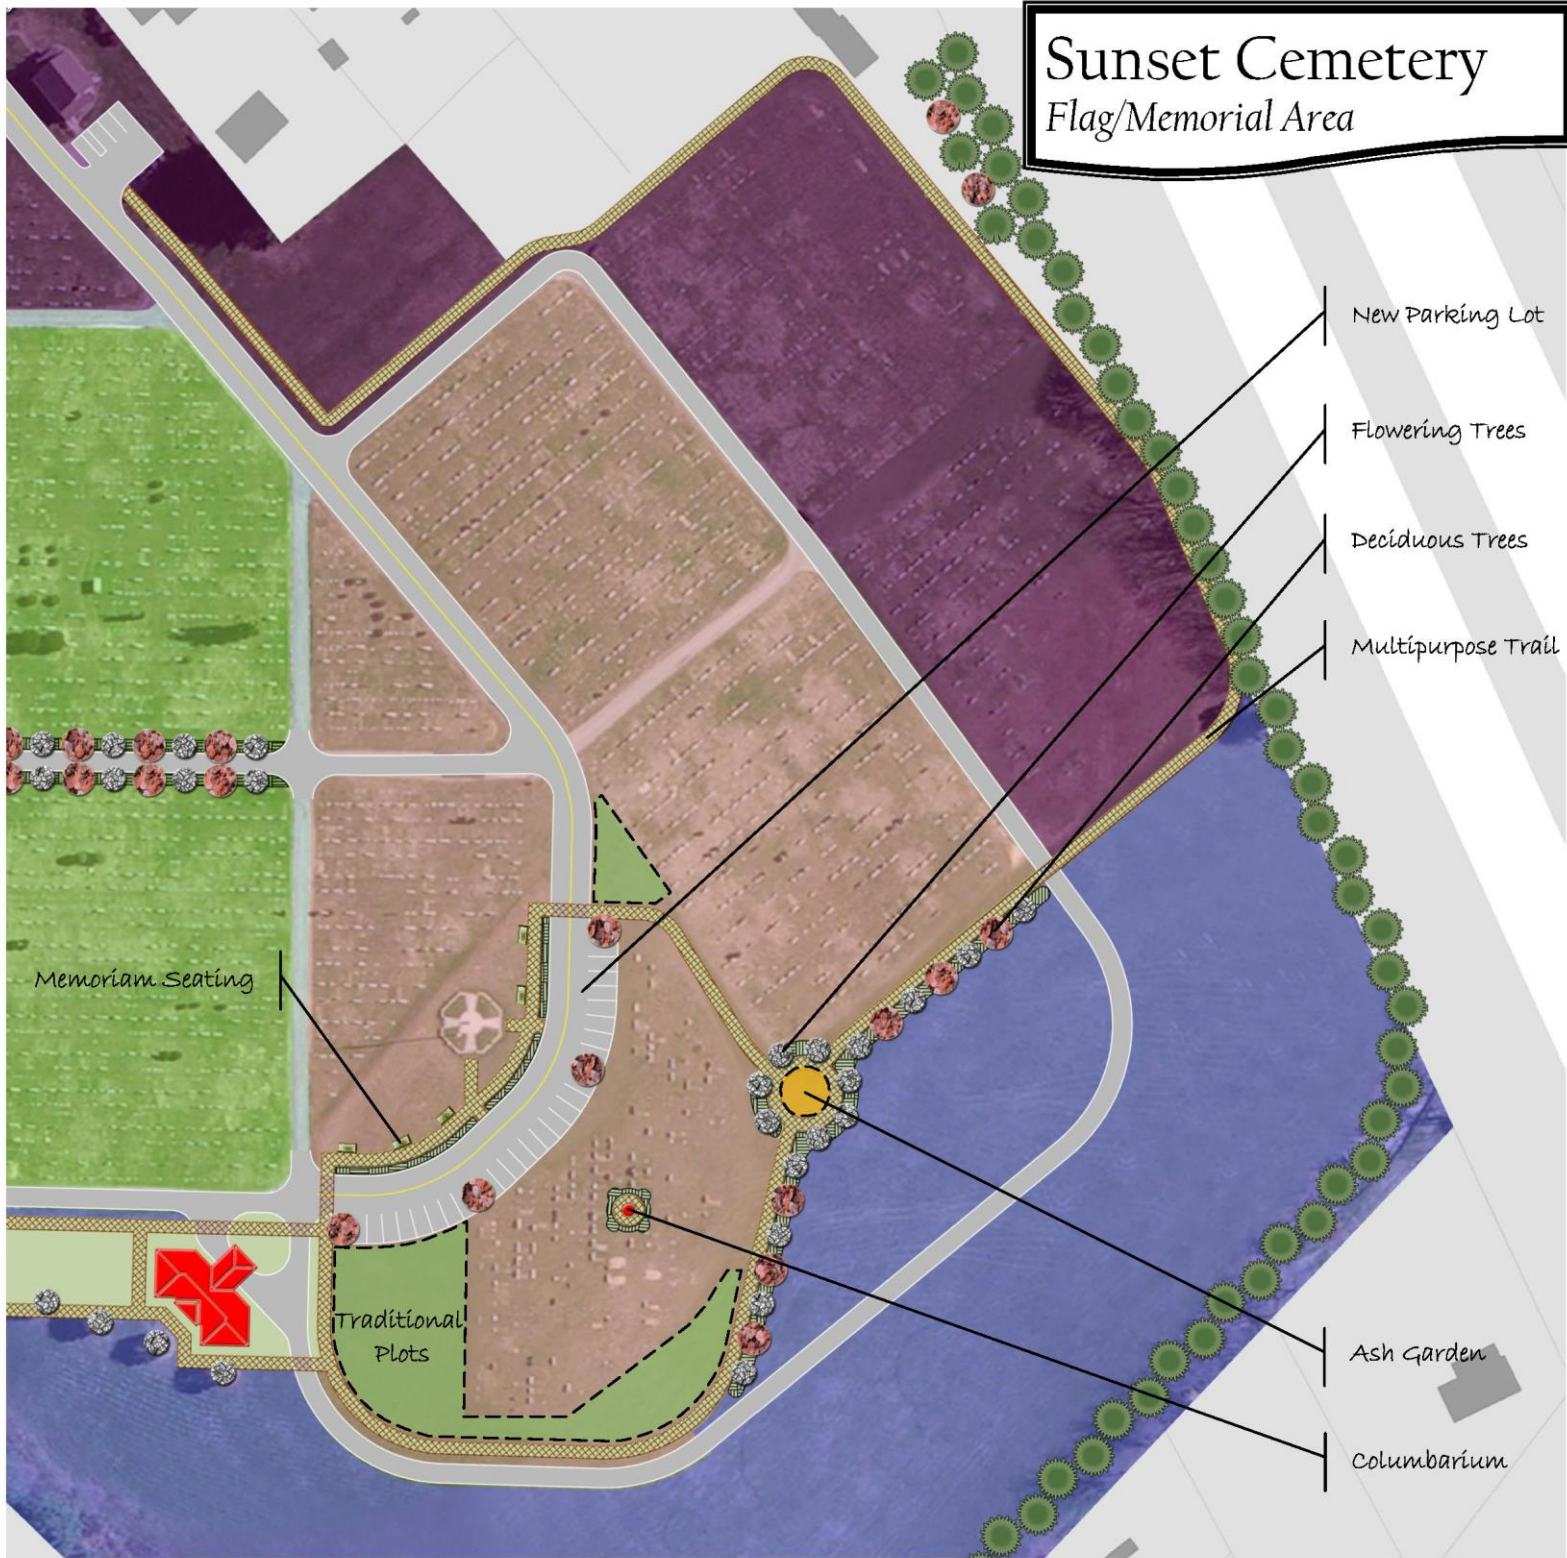 Sunset Cemetery
Flag/Memorial Area
New Parking Lot
Flowering Trees
Deciduous Trees
Multipurpose Trail
Memoriam Seating
Traditional
Plots
Ash Garden
Columbarium